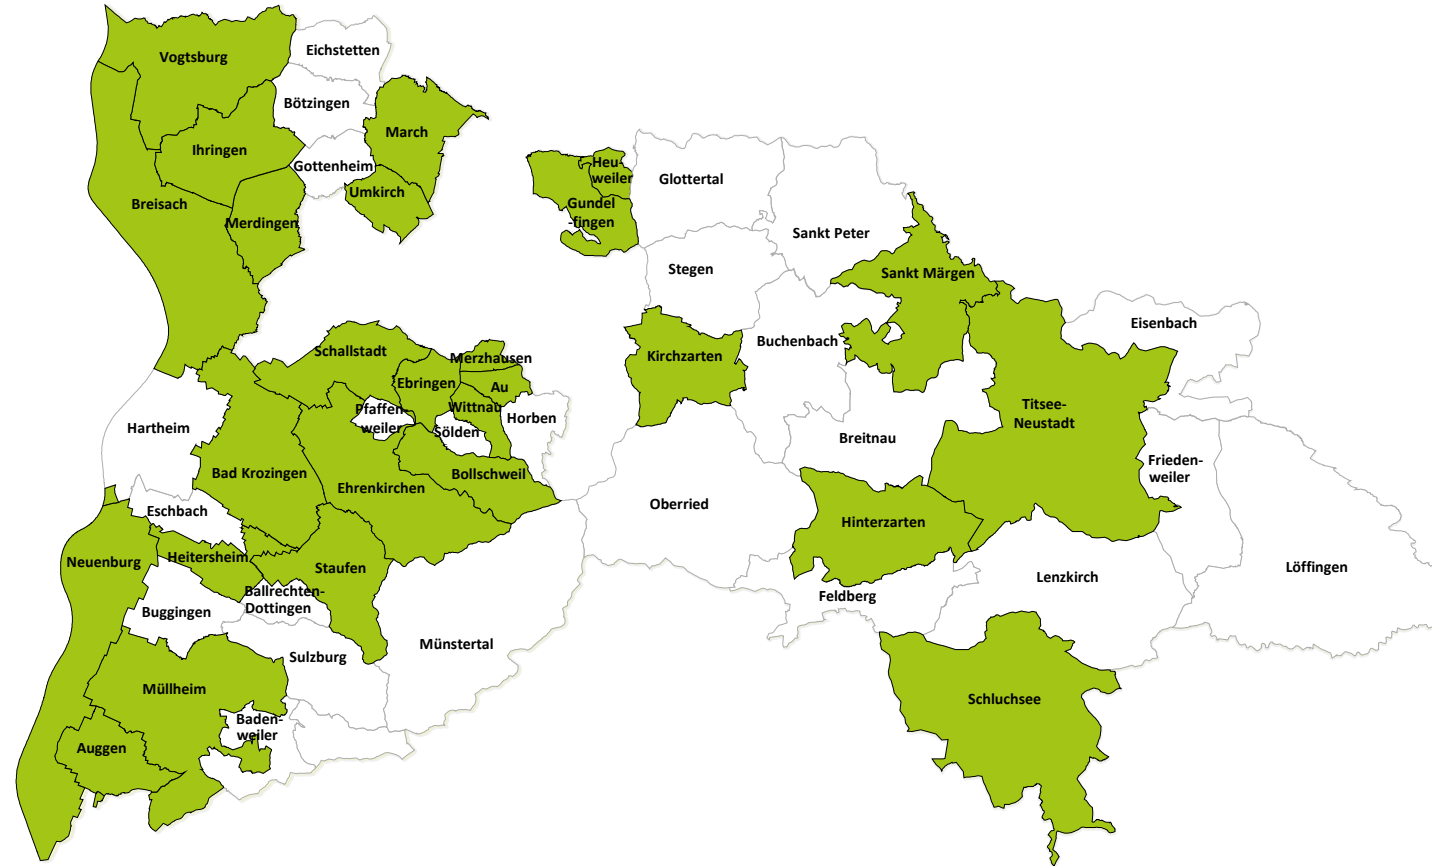 Eichstetten
Vogtsburg
Bötzingen
March
Ihringen
Gottenheim
Umkirch
Breisach
Merdingen
Heu-
weiler
Gundel
-fingen
Glottertal
Sankt Peter
Stegen
Sankt Märgen
Eisenbach
Buchenbach
Kirchzarten
Schallstadt
Merzhausen
Ebringen
Au
Pfaffen-
weiler
Wittnau
Horben
Sölden
Hartheim
Titsee-
Neustadt
Breitnau
Bad Krozingen
Bollschweil
Ehrenkirchen
Frieden-
weiler
Eschbach
Oberried
Hinterzarten
Neuenburg
Heitersheim
Staufen
Löffingen
Lenzkirch
Ballrechten-
Dottingen
Feldberg
Buggingen
Münstertal
Sulzburg
Müllheim
Schluchsee
Baden-
weiler
Auggen